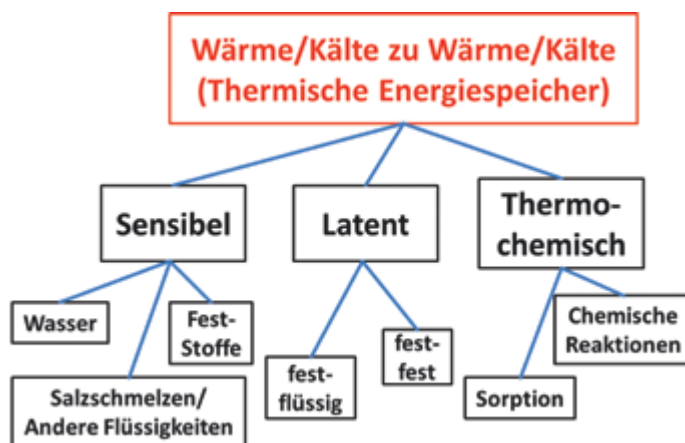 Wärme/Kälte zu Wärme/Kälte
(Thermische Energiespeicher)
Sensibel
Latent
Thermo-
chemisch
Wasser
Fest-
Stoffe
Salzschmelzen/
Andere Flüssigkeiten
fest-
flüssig
fest-
fest
Chemische
Reaktionen
Sorption